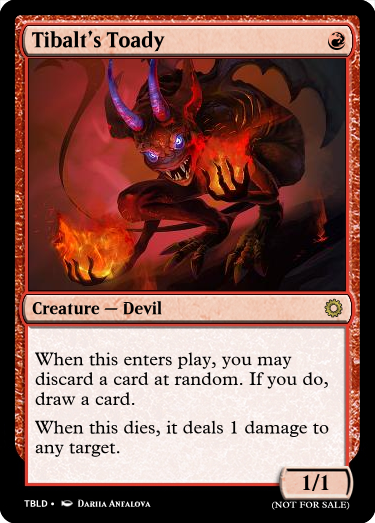 Tibalt's Toady
Creature — Devil
When this enters play, you may
discard a card at random. If you do,
draw a card.
When this dies, it deals 1 damage to
any target.
1/1
TBLD • Dariia Anfalova
(NOT FOR SALE)